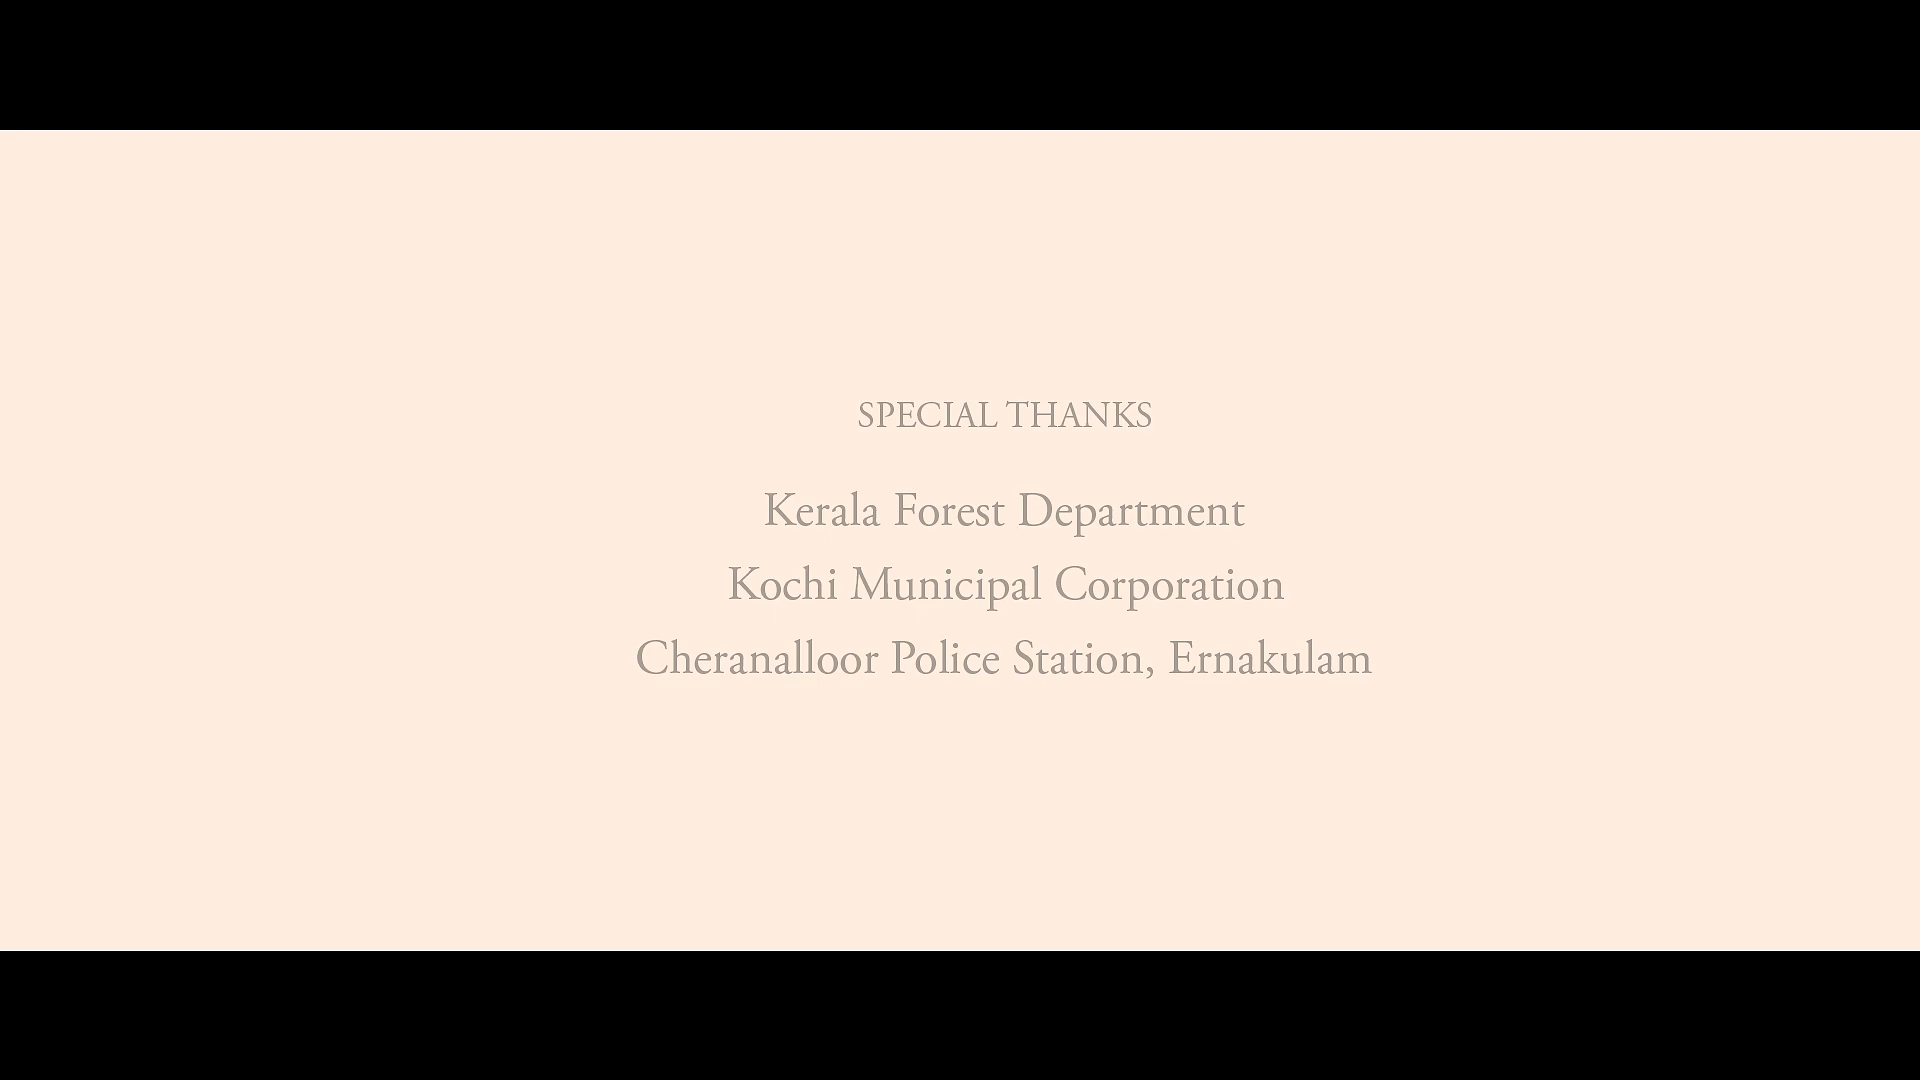 SPECIAL THANKS
Kerala Forest Department
Kochi Municipal Corporation
Cheranalloor Police Station, Ernakulam